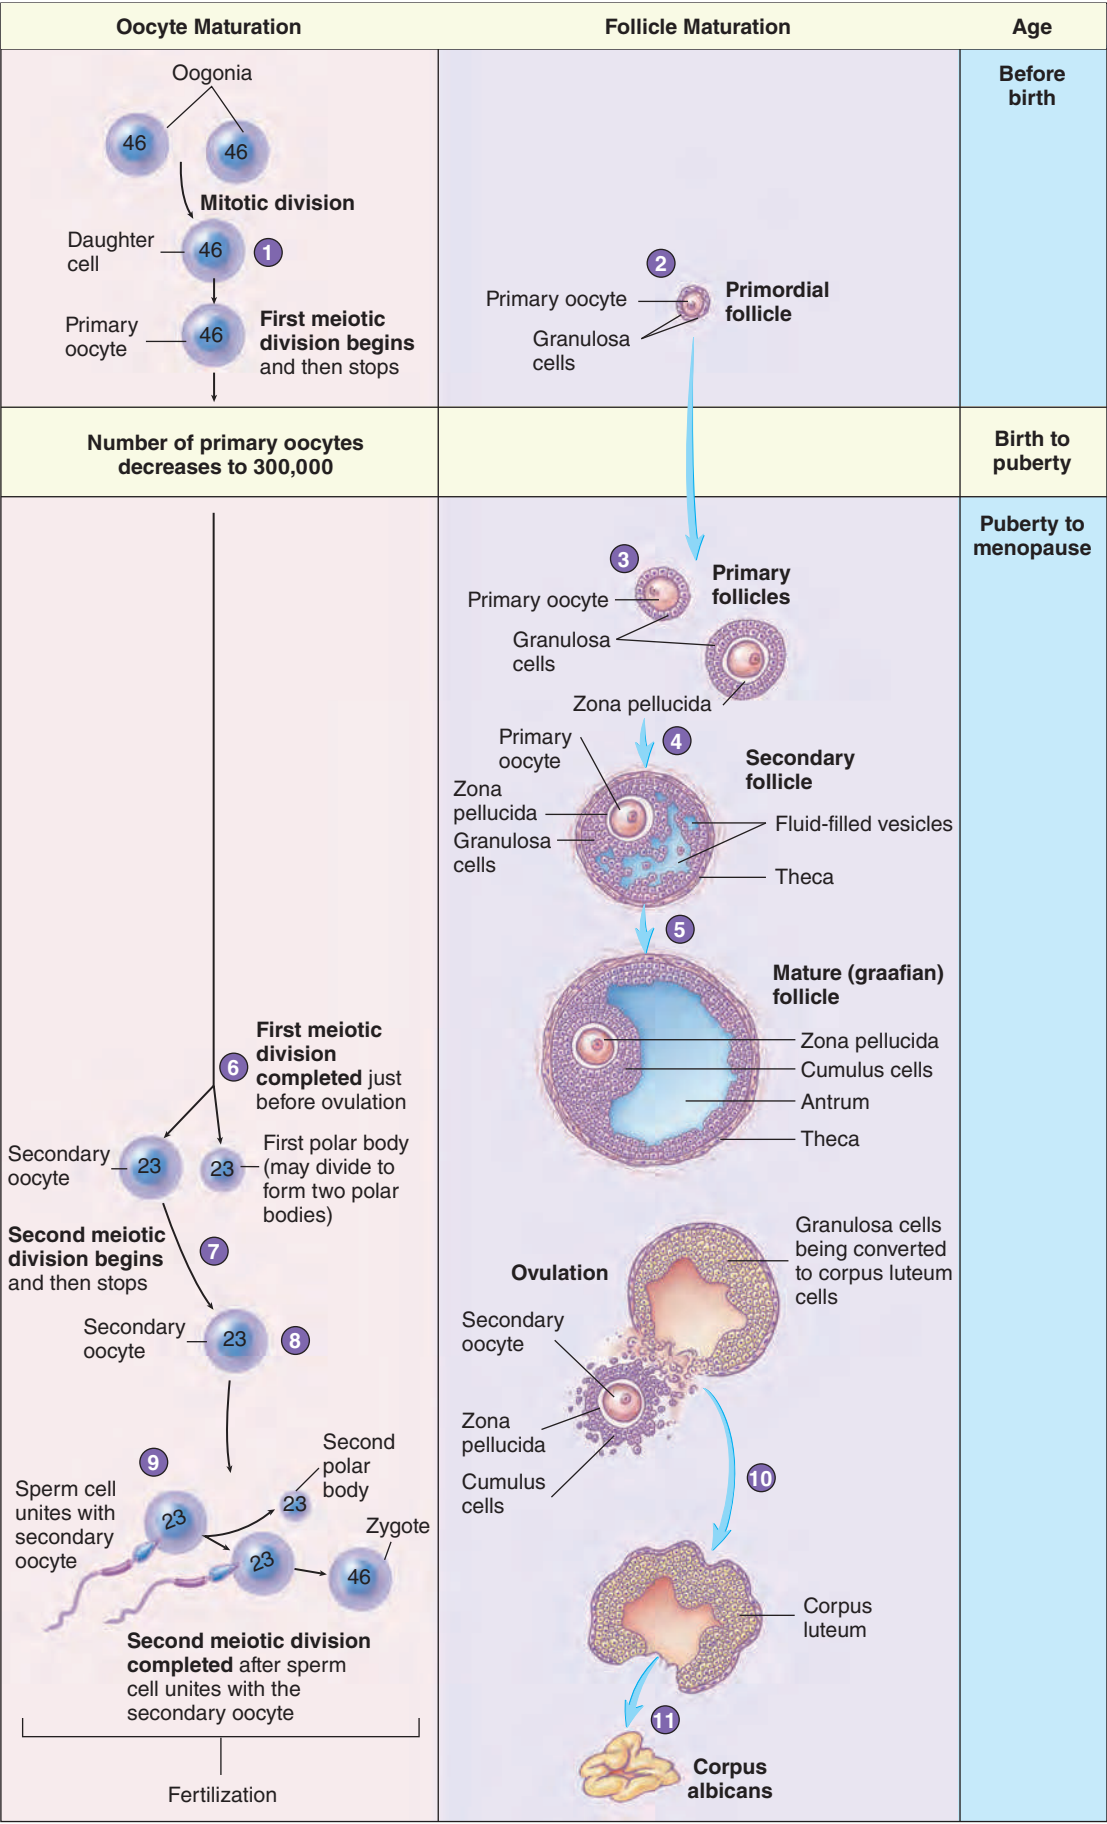 Oocyte Maturation
Follicle Maturation
Age
Oogonia
46
46
Mitotic division
Daughter
cell
46
1
Primary
oocyte
46
First meiotic
division begins
and then stops
2
Primary oocyte
Granulosa
cells
Primordial
follicle
Before
birth
Number of primary oocytes
decreases to 300,000
Birth to
puberty
Puberty to
menopause
3
Primary oocyte
Primary
follicles
Granulosa
cells
Zona pellucida
4
Primary
oocyte
Zona
pellucida
Granulosa
cells
Secondary
follicle
Fluid-filled vesicles
Theca
5
Mature (graafian)
follicle
Zona pellucida
Cumulus cells
Antrum
Theca
6
First meiotic
division
completed just
before ovulation
Secondary
oocyte
23
23
First polar body
(may divide to
form two polar
bodies)
Second meiotic
division begins
and then stops
7
Secondary
oocyte
23
8
Ovulation
Granulosa cells
being converted
to corpus luteum
cells
Secondary
oocyte
Zona
pellucida
Cumulus
cells
10
9
Sperm cell
unites with
secondary
oocyte
23
23
Second
polar
body
23
Zygote
46
Second meiotic division
completed after sperm
cell unites with the
secondary oocyte
Fertilization
Corpus
luteum
11
Corpus
albicans